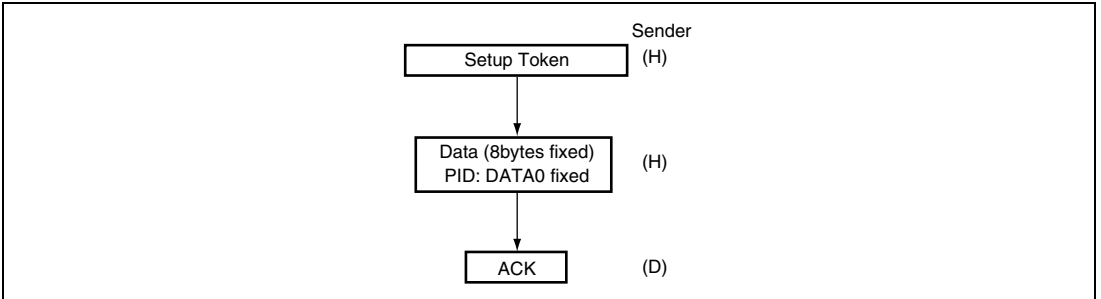 Sender
Setup Token (H)
Data (8bytes fixed)
PID: DATA0 fixed
(H)
ACK (D)